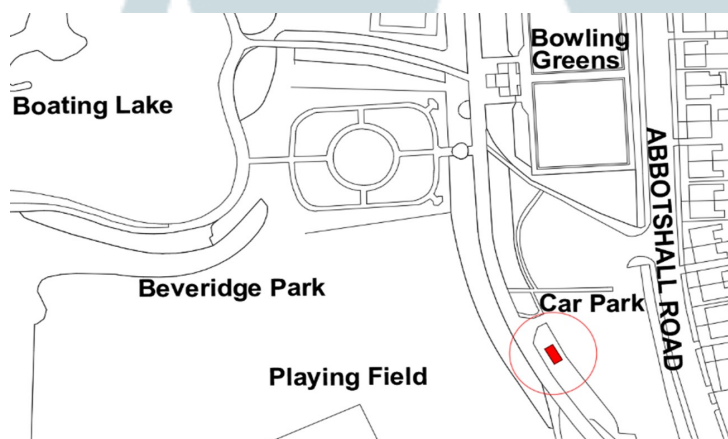 Bowling
Greens
Boating Lake
ABBOTSHALL ROAD
Beveridge Park
Car Park
Playing Field